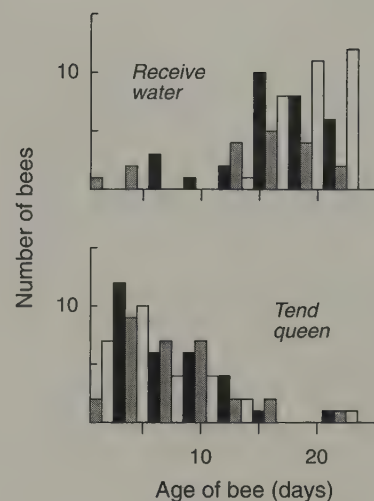 Number of bees
10
Receive
water
10
Tend
queen
10
20
Age of bee (days)